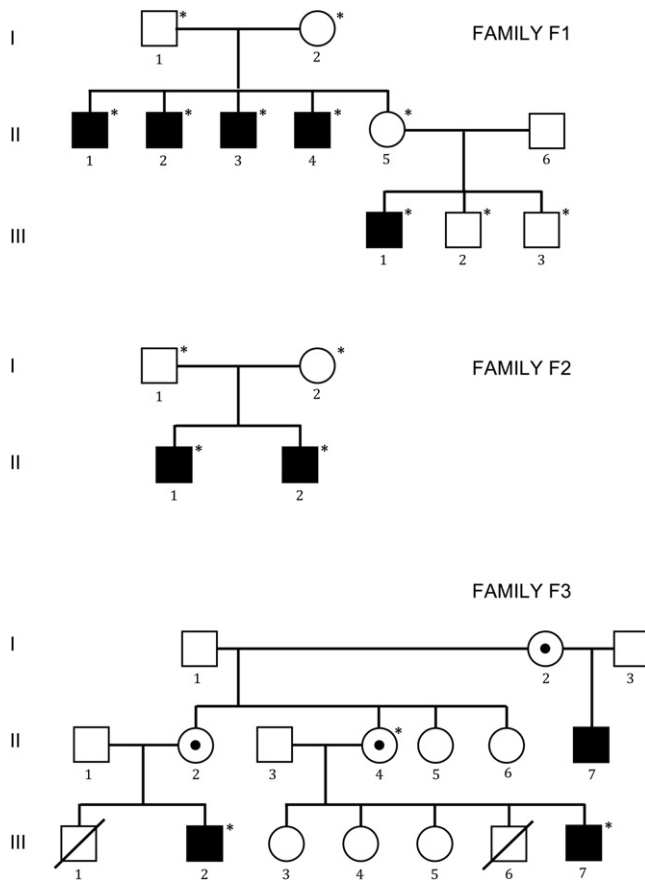 I
* *
FAMILY F1
1 2
* * * * *
II
1 2 3 4 5 6
* * *
III
1 2 3
I
* *
FAMILY F2
1 2
II
* *
1 2
FAMILY F3
I
1 2 3
II
*
1 2 3 4 5 6 7
III
* *
1 2 3 4 5 6 7